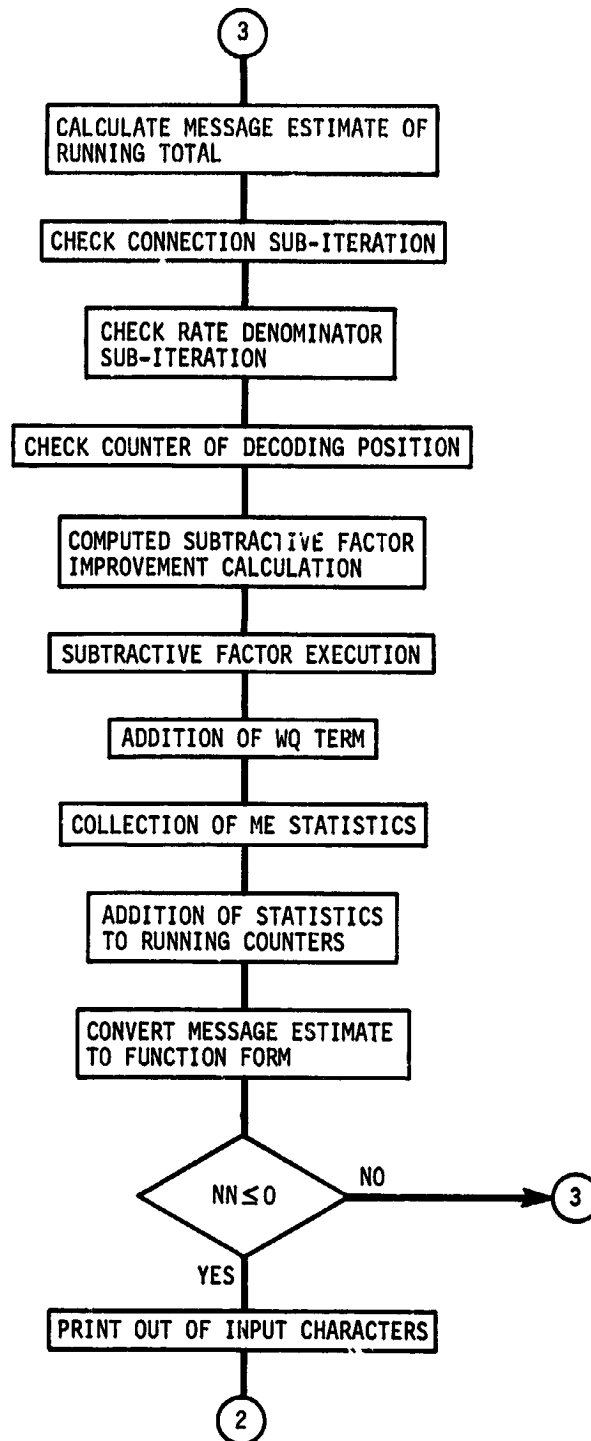 3
CALCULATE MESSAGE ESTIMATE OF
RUNNING TOTAL
CHECK CONNECTION SUB-ITERATION
CHECK RATE DENOMINATOR
SUB-ITERATION
CHECK COUNTER OF DECODING POSITION
COMPUTED SUBTRACTIVE FACTOR
IMPROVEMENT CALCULATION
SUBTRACTIVE FACTOR EXECUTION
ADDITION OF WQ TERM
COLLECTION OF ME STATISTICS
ADDITION OF STATISTICS
TO RUNNING COUNTERS
CONVERT MESSAGE ESTIMATE
TO FUNCTION FORM
NN≤0
NO
3
YES
PRINT OUT OF INPUT CHARACTERS
2